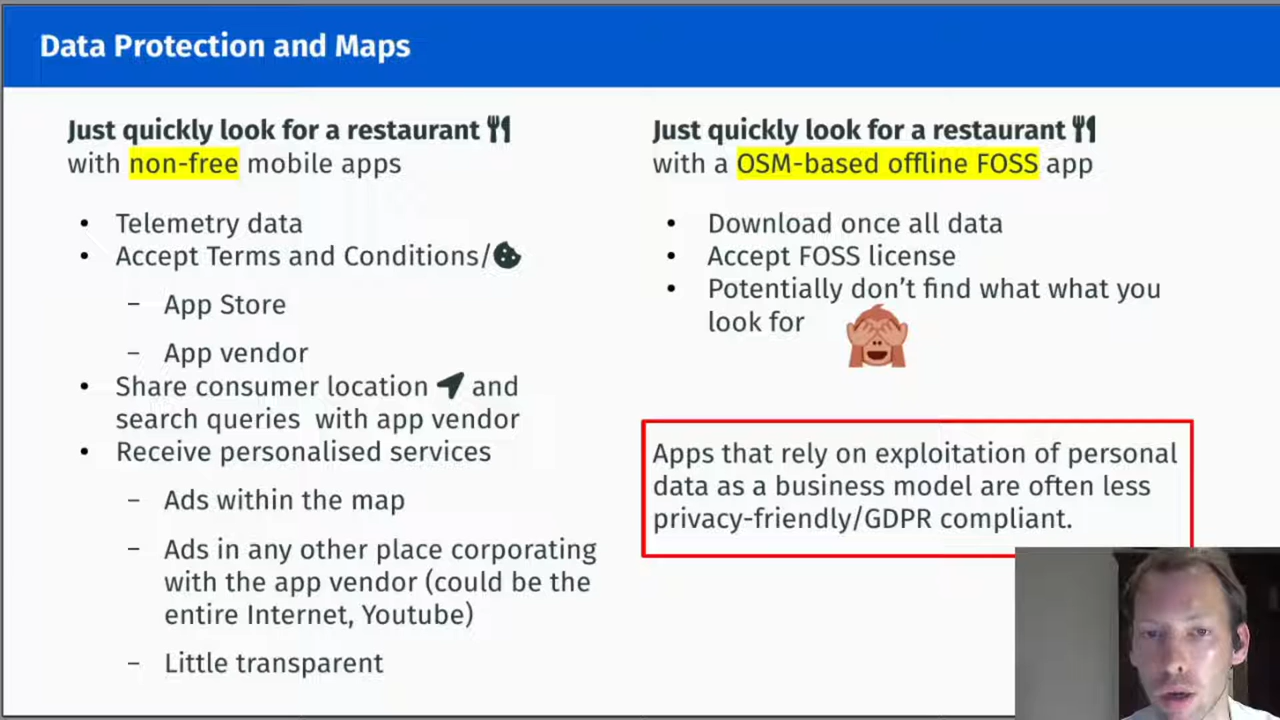 Data Protection and Maps
Just quickly look for a restaurant
with non-free mobile apps
• Telemetry data
• Accept Terms and Conditions/
– App Store
– App vendor
• Share consumer location and
search queries with app vendor
• Receive personalised services
– Ads within the map
– Ads in any other place corporating
with the app vendor (could be the
entire Internet, Youtube)
– Little transparent
Just quickly look for a restaurant
with a OSM-based offline FOSS app
• Download once all data
• Accept FOSS license
• Potentially don't find what what you
look for
Apps that rely on exploitation of personal
data as a business model are often less
privacy-friendly/GDPR compliant.